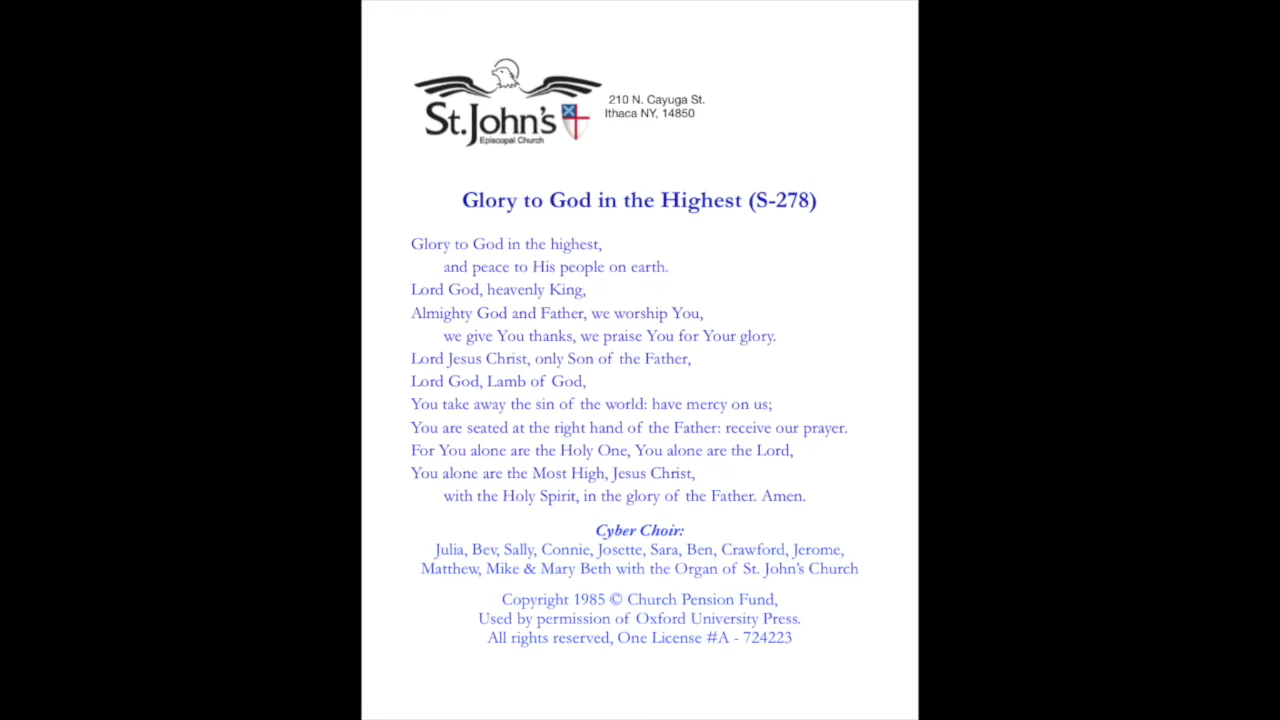 St. John's
Episcopal Church
210 N. Cayuga St.
Ithaca NY, 14850
Glory to God in the Highest (S-278)
Glory to God in the highest,
and peace to His people on earth.
Lord God, heavenly King,
Almighty God and Father, we worship You,
we give You thanks, we praise You for Your glory.
Lord Jesus Christ, only Son of the Father,
Lord God, Lamb of God,
You take away the sin of the world: have mercy on us;
You are seated at the right hand of the Father: receive our prayer.
For You alone are the Holy One, You alone are the Lord,
You alone are the Most High, Jesus Christ,
with the Holy Spirit, in the glory of the Father. Amen.
Cyber Choir:
Julia, Bev, Sally, Connie, Josette, Sara, Ben, Crawford, Jerome,
Matthew, Mike & Mary Beth with the Organ of St. John's Church
Copyright 1985 © Church Pension Fund,
Used by permission of Oxford University Press.
All rights reserved, One License #A - 724223